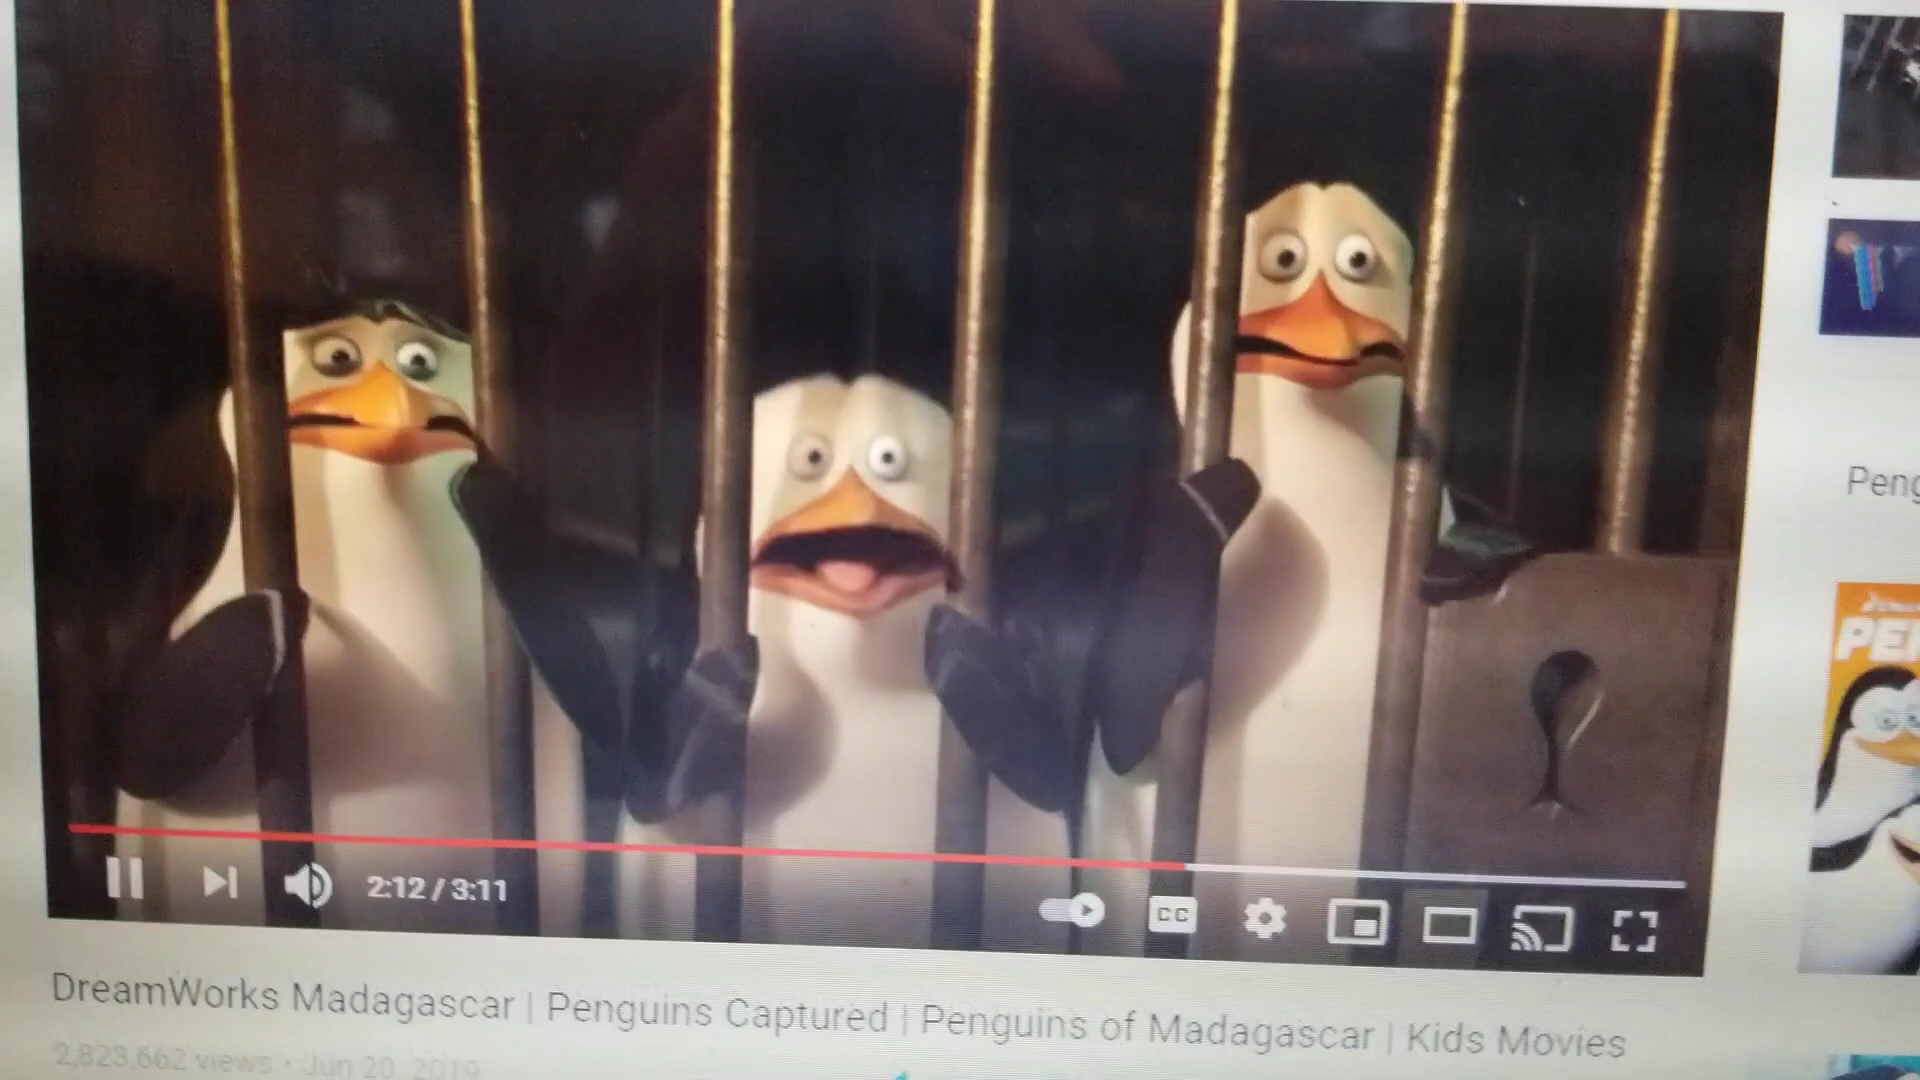 Peng
PE
2:12 / 3:11
CC
DreamWorks Madagascar | Penguins Captured | Penguins of Madagascar | Kids Movies
2,823,662 views • Jun 20, 2019